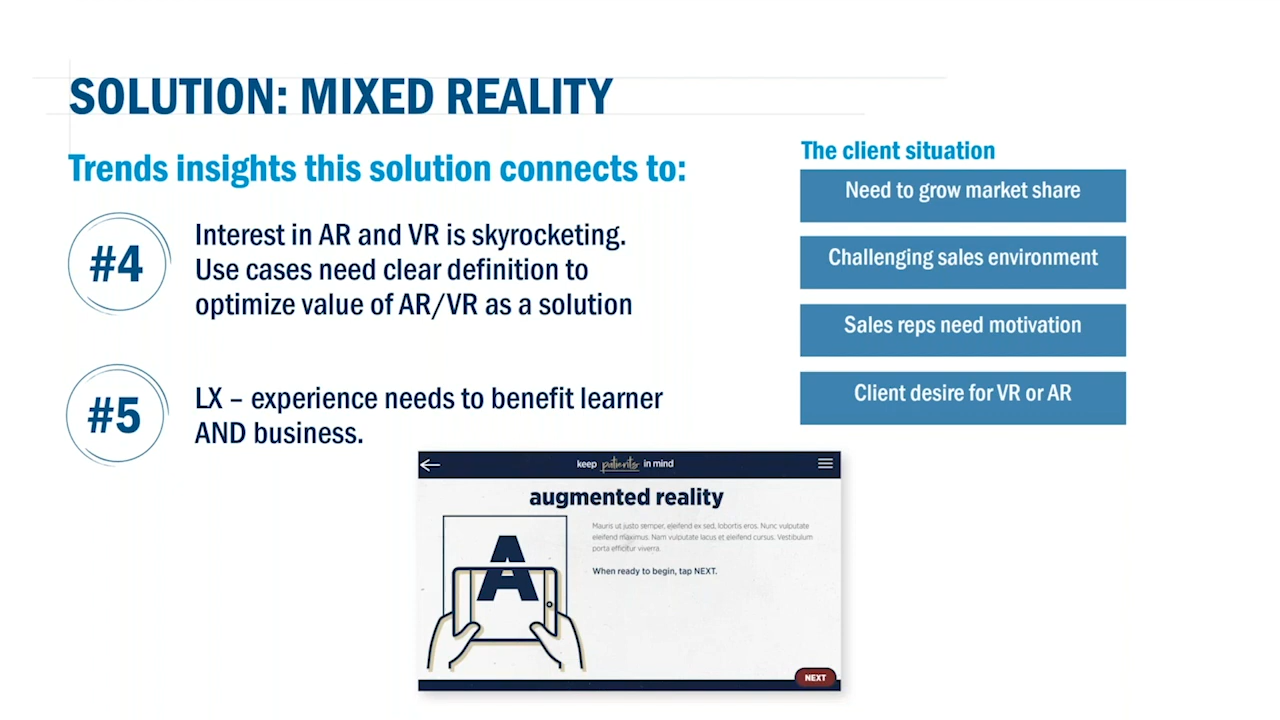 SOLUTION: MIXED REALITY
Trends insights this solution connects to:
#4
Interest in AR and VR is skyrocketing.
Use cases need clear definition to
optimize value of AR/VR as a solution
#5
LX – experience needs to benefit learner
AND business.
The client situation
Need to grow market share
Challenging sales environment
Sales reps need motivation
Client desire for VR or AR
keep patients in mind
augmented reality
A
Mauris ut justo semper, eleifend ex sed, lobortis eros. Nunc vulputate
eleifend maximus. Nam vulputate lacus et eleifend cursus. Vestibulum
porta efficitur viverra.
When ready to begin, tap NEXT.
NEXT